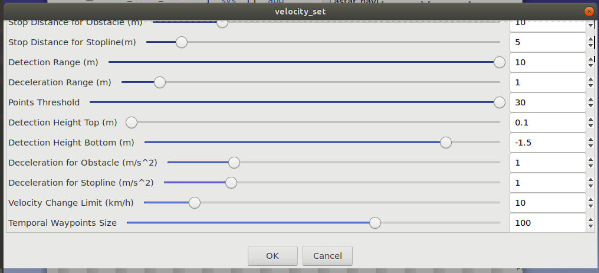 velocity_set
Stop Distance for Obstacle (m) 10
Stop Distance for Stopline(m) 5
Detection Range (m) 10
Deceleration Range (m) 1
Points Threshold 30
Detection Height Top (m) 0.1
Detection Height Bottom (m) -1.5
Deceleration for Obstacle (m/s^2) 1
Deceleration for Stopline (m/s^2) 1
Velocity Change Limit (km/h) 10
Temporal Waypoints Size 100
OK Cancel